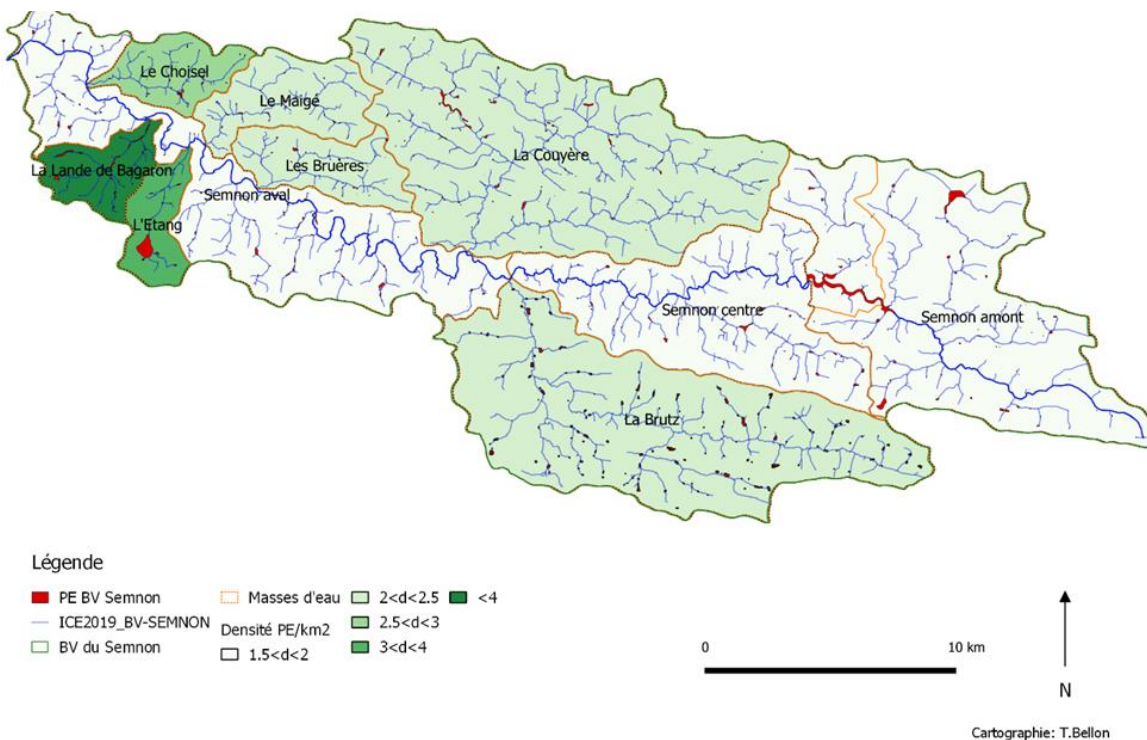 Le Choisel
Le Maigé
La Couyère
La Lande de Bagaron
Les Bruères
Semnon aval
L'Etang
Semnon centre
Semnon amont
La Brutz
Légende
PE BV Semnon
ICE2019_BV-SEMNON
BV du Semnon
Masses d'eau
Densité PE/km2
1.5<d<2
2<d<2.5
2.5<d<3
3<d<4
<4
0 10 km
N
Cartographie: T.Bellon